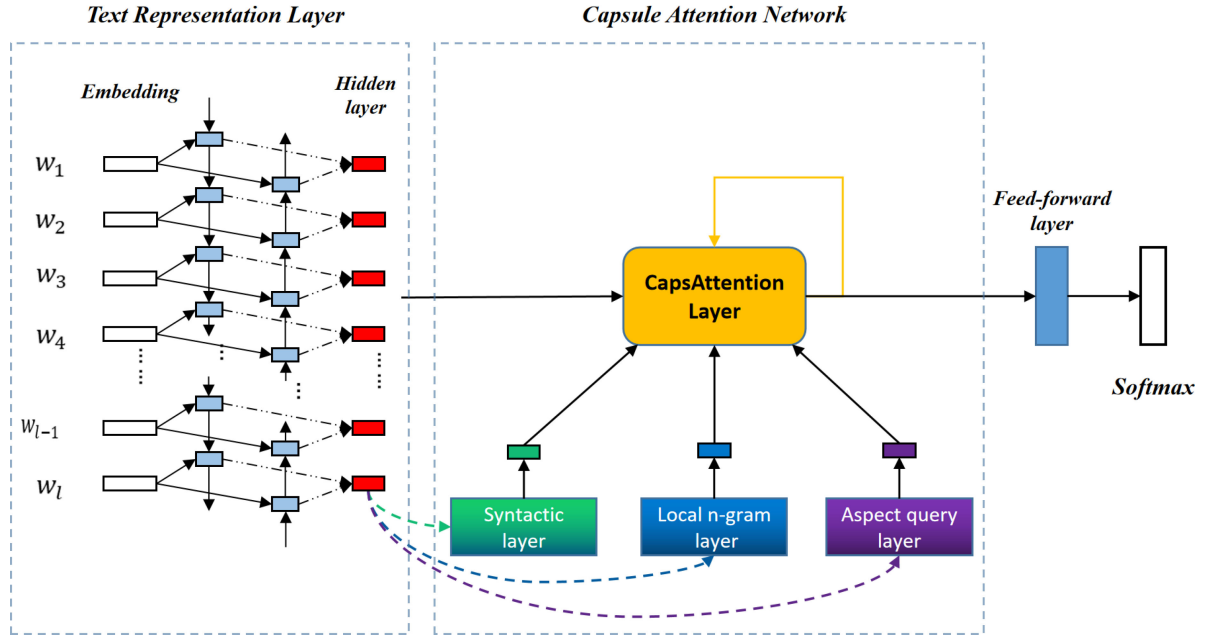 Text Representation Layer
Capsule Attention Network
Embedding
Hidden
layer
w1
w2
w3
w4
wl−1
wl
CapsAttention
Layer
Feed-forward
layer
Softmax
Syntactic
layer
Local n-gram
layer
Aspect query
layer